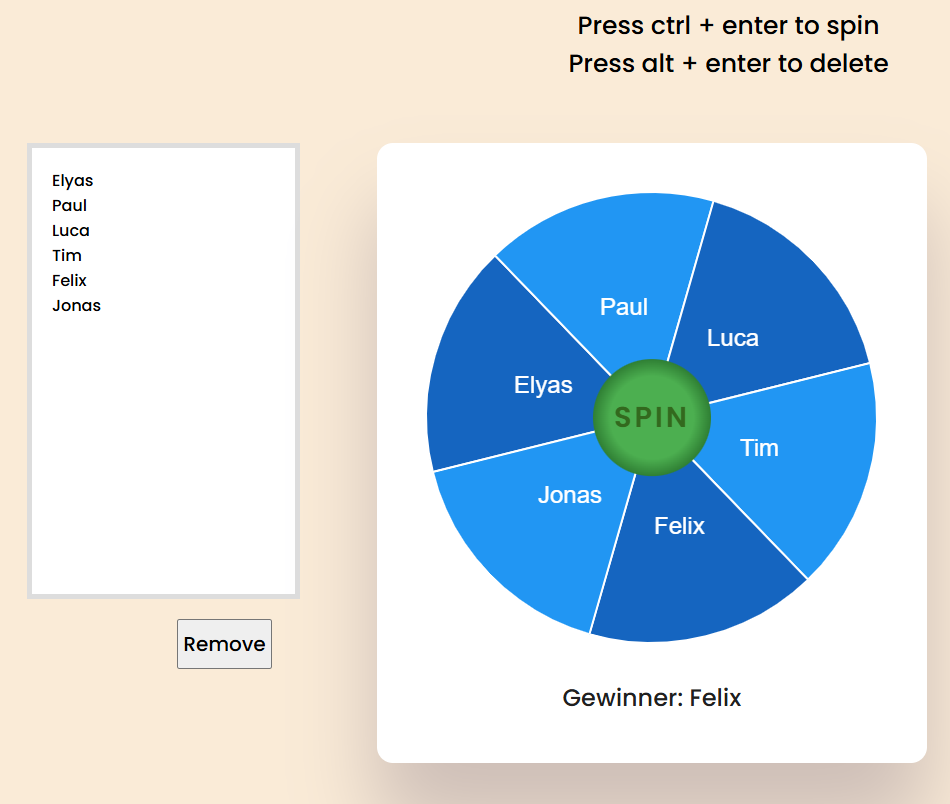 Press ctrl + enter to spin
Press alt + enter to delete
Elyas
Paul
Luca
Tim
Felix
Jonas
Remove
Paul
Luca
Elyas
SPIN
Tim
Jonas
Felix
Gewinner: Felix